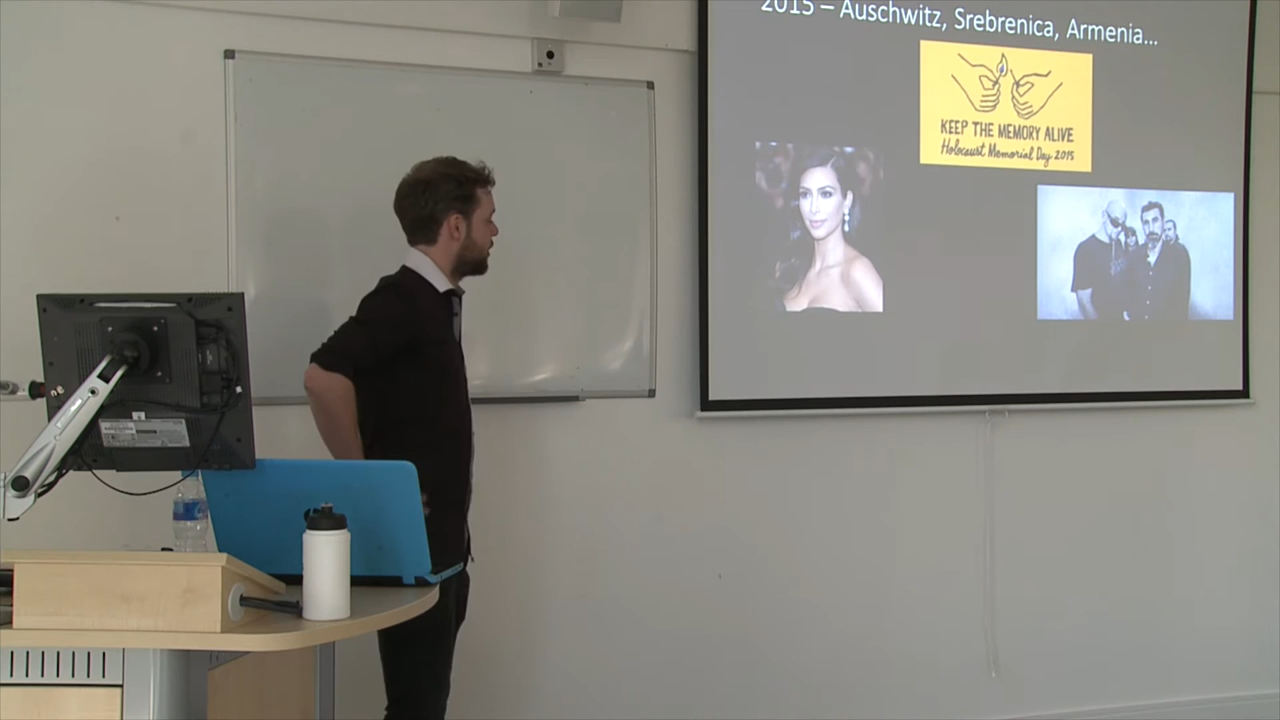 2015 – Auschwitz, Srebrenica, Armenia...
KEEP THE MEMORY ALIVE
Holocaust Memorial Day 2015